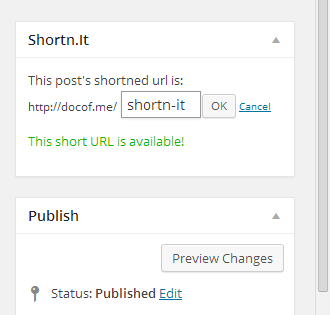 Shortn.It
This post's shortned url is:
http://docof.me/ shortn-it OK Cancel
This short URL is available!
Publish
Preview Changes
Status: Published Edit